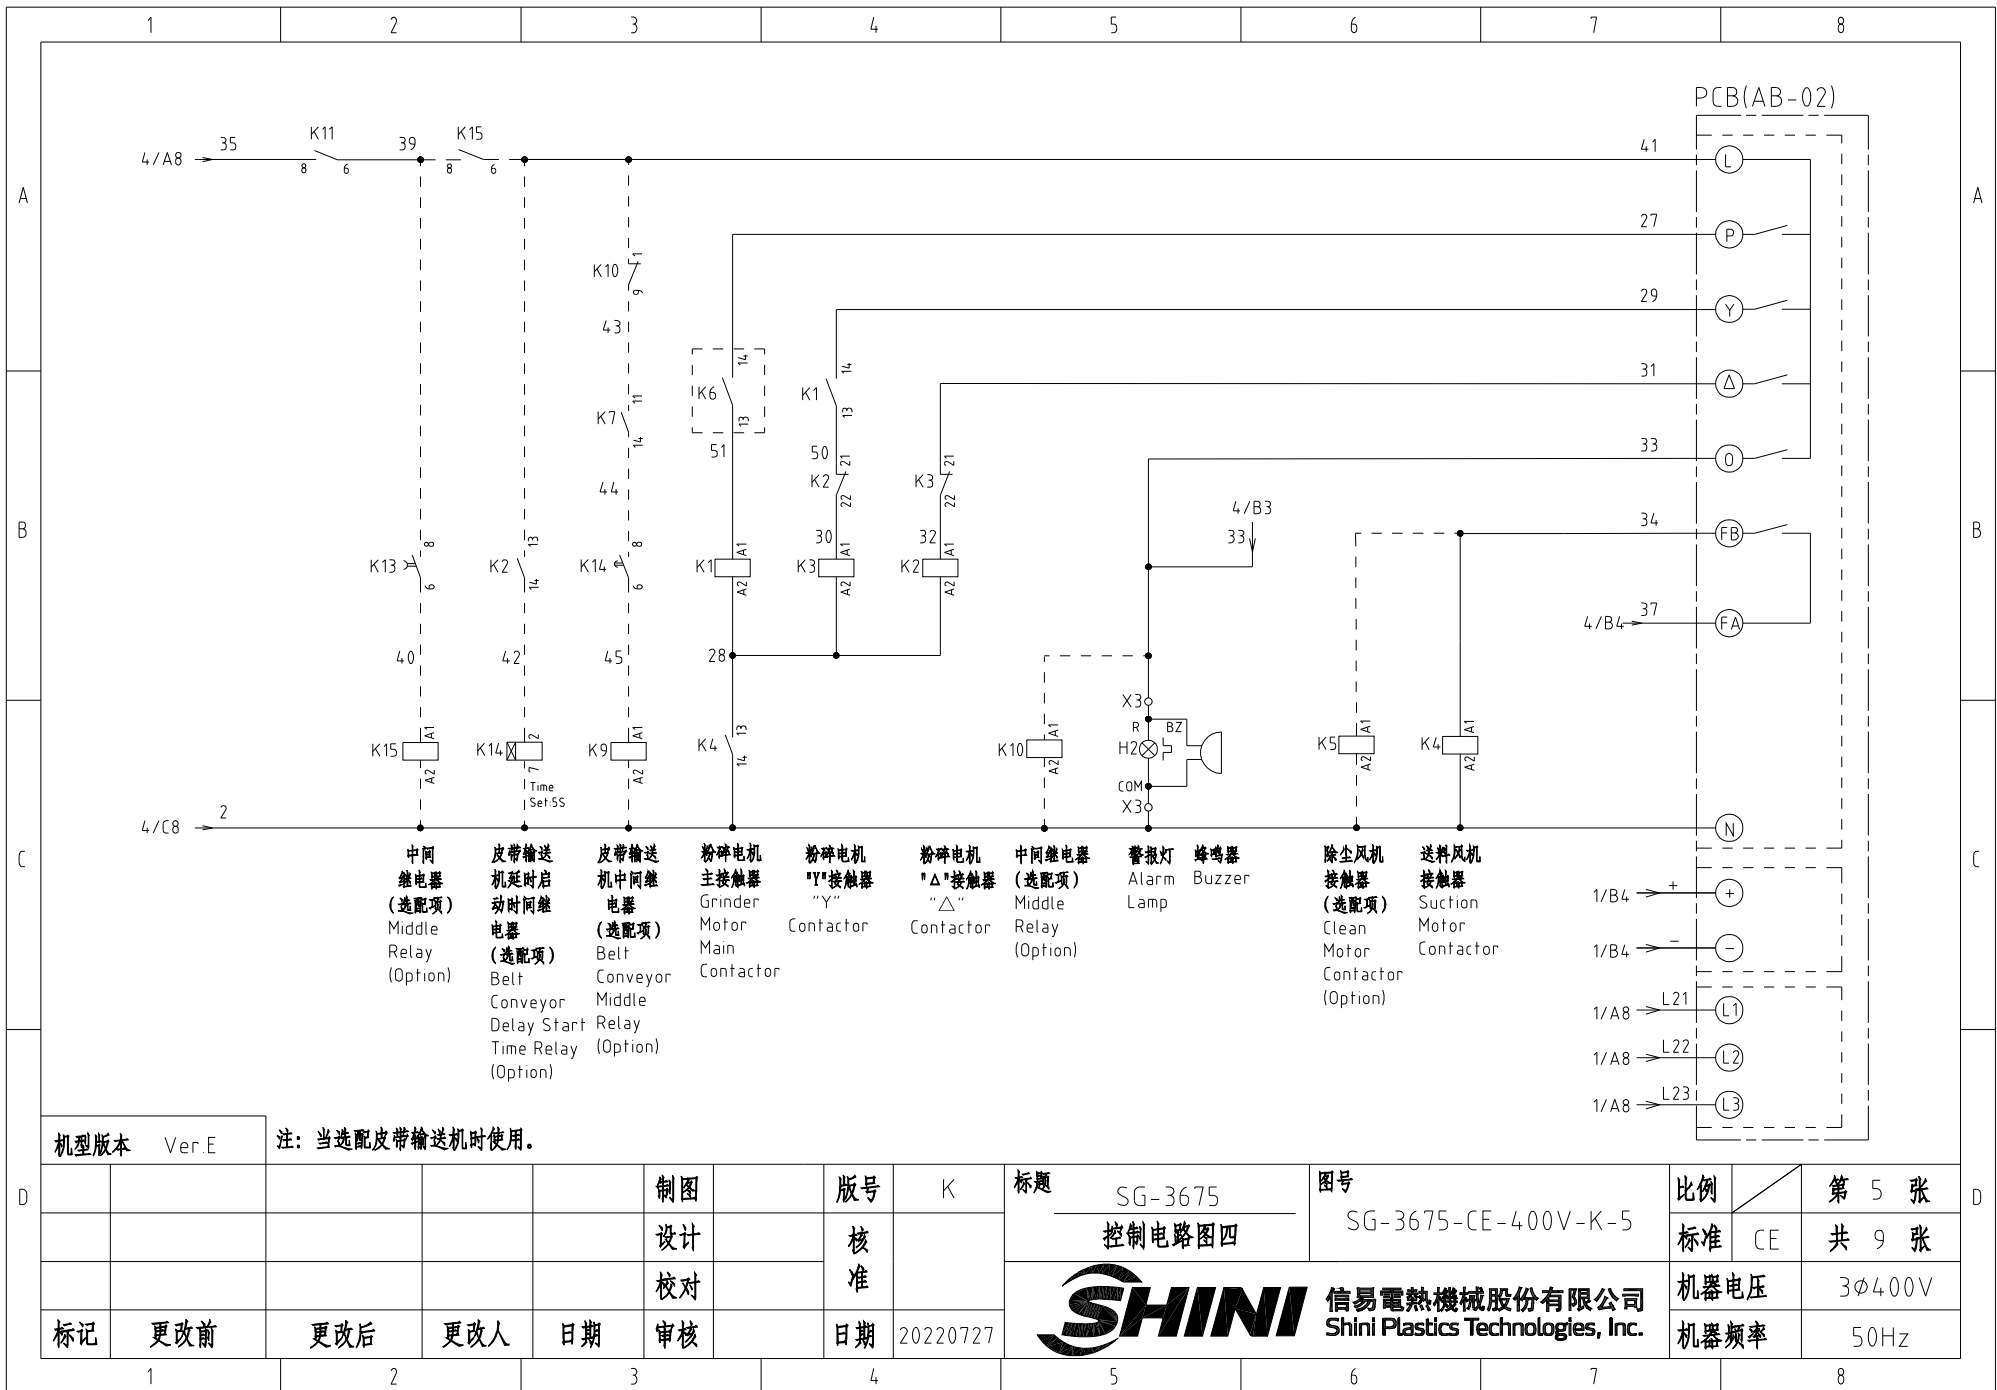 1 2 3 4 5 6 7 8
PCB(AB-02)
4/A8 35 K11 39 K15 41 L
8 6 8 6
A A
27 P
K10 1 9
29 Y
43
K6 14 13
K1 14 13
31 Δ
K7 11 14
51
50
33 O
K2 21 22
K3 21 22
44
4/B3
33
34 FB
B B
30 32
K13 8 6
K2 13 14
K14 8 6
K1 A1 A2
K3 A1 A2
K2 A1 A2
4/B4 37 FA
40 42 45 28
X3
R BZ
K15 A1 A2
K14 2 7
K9 A1 A2
K4 13 14
K10 A1 A2
H2
K5 A1 A2
K4 A1 A2
Time
Set:5S
COM
X3
4/C8 2 N
C C
中间
继电器
(选配项)
Middle
Relay
(Option)
皮带输送
机延时启
动时间继
电器
(选配项)
Belt
Conveyor
Delay Start
Time Relay
(Option)
皮带输送
机中间继
电器
(选配项)
Belt
Conveyor
Middle
Relay
(Option)
粉碎电机
主接触器
Grinder
Motor
Main
Contactor
粉碎电机
"Y"接触器
"Y"
Contactor
粉碎电机
"△"接触器
"△"
Contactor
中间继电器
(选配项)
Middle
Relay
(Option)
警报灯
Alarm
Lamp
蜂鸣器
Buzzer
除尘风机
接触器
(选配项)
Clean
Motor
Contactor
(Option)
送料风机
接触器
Suction
Motor
Contactor
1/B4 + +
1/B4 − −
1/A8 L21 L1
1/A8 L22 L2
1/A8 L23 L3
机型版本 Ver.E
注: 当选配皮带输送机时使用。
D D
制图 版号 K
设计 核准
校对
标记 更改前 更改后 更改人 日期 审核 日期 20220727
标题 SG-3675
控制电路图四
图号
SG-3675-CE-400V-K-5
比例 第 5 张
标准 CE 共 9 张
机器电压 3Φ400V
机器频率 50Hz
SHINI
信易電熱機械股份有限公司
Shini Plastics Technologies, Inc.
1 2 3 4 5 6 7 8